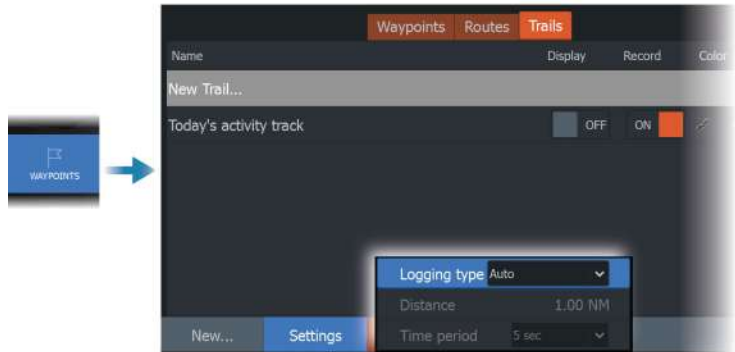 Waypoints Routes Trails
Name Display Record Color
New Trail...
Today's activity track OFF ON
WAYPOINTS
Logging type Auto
Distance 1.00 NM
New... Settings Time period 5 sec